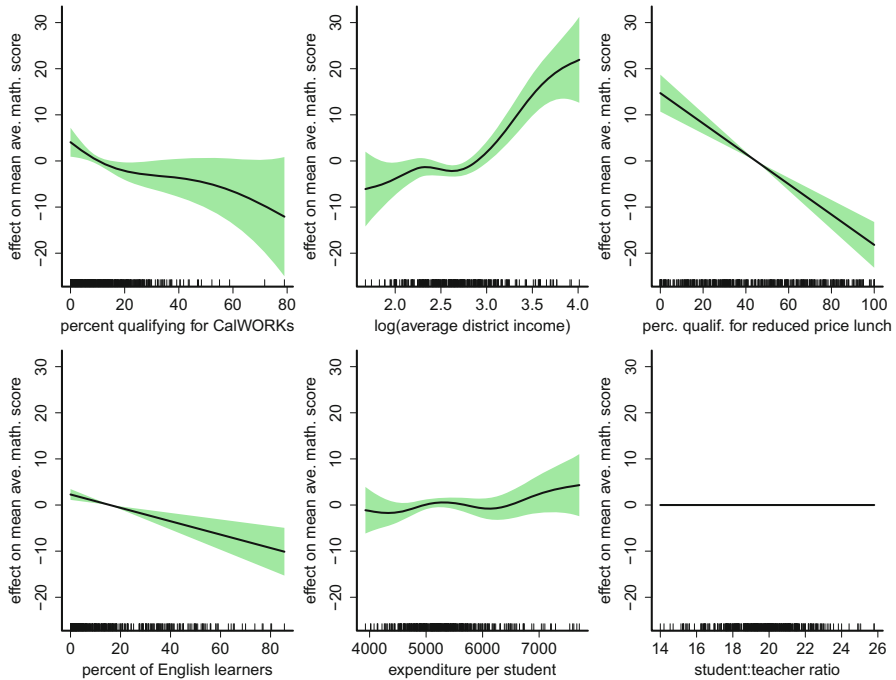 effect on mean ave. math. score
30
20
10
0
−10
−20
0 20 40 60 80
percent qualifying for CalWORKs
effect on mean ave. math. score
30
20
10
0
−10
−20
2.0 2.5 3.0 3.5 4.0
log(average district income)
effect on mean ave. math. score
30
20
10
0
−10
−20
0 20 40 60 80 100
perc. qualif. for reduced price lunch
effect on mean ave. math. score
30
20
10
0
−10
−20
0 20 40 60 80
percent of English learners
effect on mean ave. math. score
30
20
10
0
−10
−20
4000 5000 6000 7000
expenditure per student
effect on mean ave. math. score
30
20
10
0
−10
−20
14 16 18 20 22 24 26
student:teacher ratio